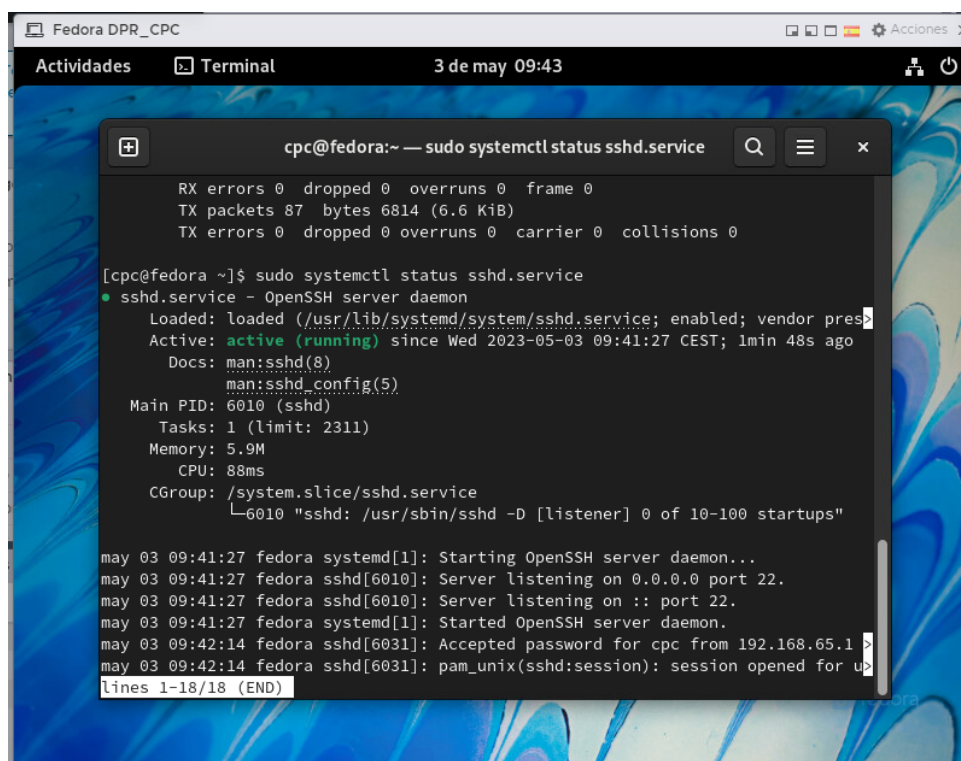 Fedora DPR_CPC Acciones
Actividades Terminal 3 de may 09:43
cpc@fedora:~ — sudo systemctl status sshd.service
RX errors 0  dropped 0  overruns 0  frame 0
TX packets 87  bytes 6814 (6.6 KiB)
TX errors 0  dropped 0 overruns 0  carrier 0  collisions 0
[cpc@fedora ~]$ sudo systemctl status sshd.service
● sshd.service - OpenSSH server daemon
Loaded: loaded (/usr/lib/systemd/system/sshd.service; enabled; vendor pres>
Active: active (running) since Wed 2023-05-03 09:41:27 CEST; 1min 48s ago
Docs: man:sshd(8)
man:sshd_config(5)
Main PID: 6010 (sshd)
Tasks: 1 (limit: 2311)
Memory: 5.9M
CPU: 88ms
CGroup: /system.slice/sshd.service
└─6010 "sshd: /usr/sbin/sshd -D [listener] 0 of 10-100 startups"
may 03 09:41:27 fedora systemd[1]: Starting OpenSSH server daemon...
may 03 09:41:27 fedora sshd[6010]: Server listening on 0.0.0.0 port 22.
may 03 09:41:27 fedora sshd[6010]: Server listening on :: port 22.
may 03 09:41:27 fedora systemd[1]: Started OpenSSH server daemon.
may 03 09:42:14 fedora sshd[6031]: Accepted password for cpc from 192.168.65.1 >
may 03 09:42:14 fedora sshd[6031]: pam_unix(sshd:session): session opened for u>
lines 1-18/18 (END)
fedora